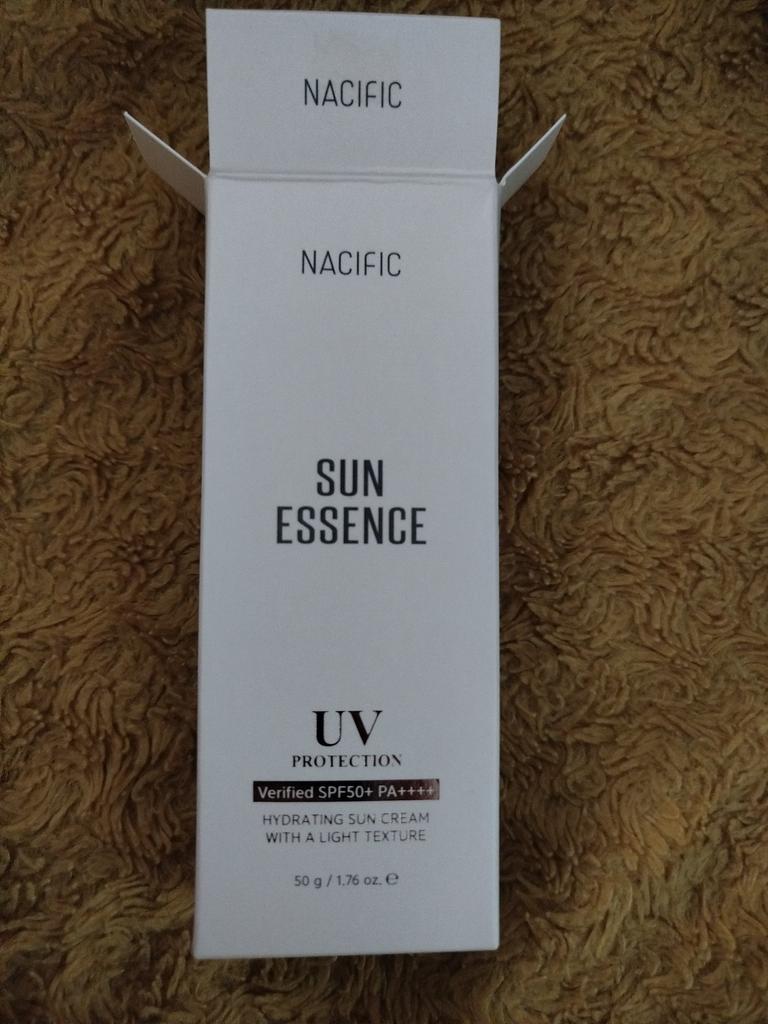 NACIFIC
NACIFIC
SUN
ESSENCE
UV
PROTECTION
Verified SPF50+ PA++++
HYDRATING SUN CREAM
WITH A LIGHT TEXTURE
50 g / 1.76 oz. ℮